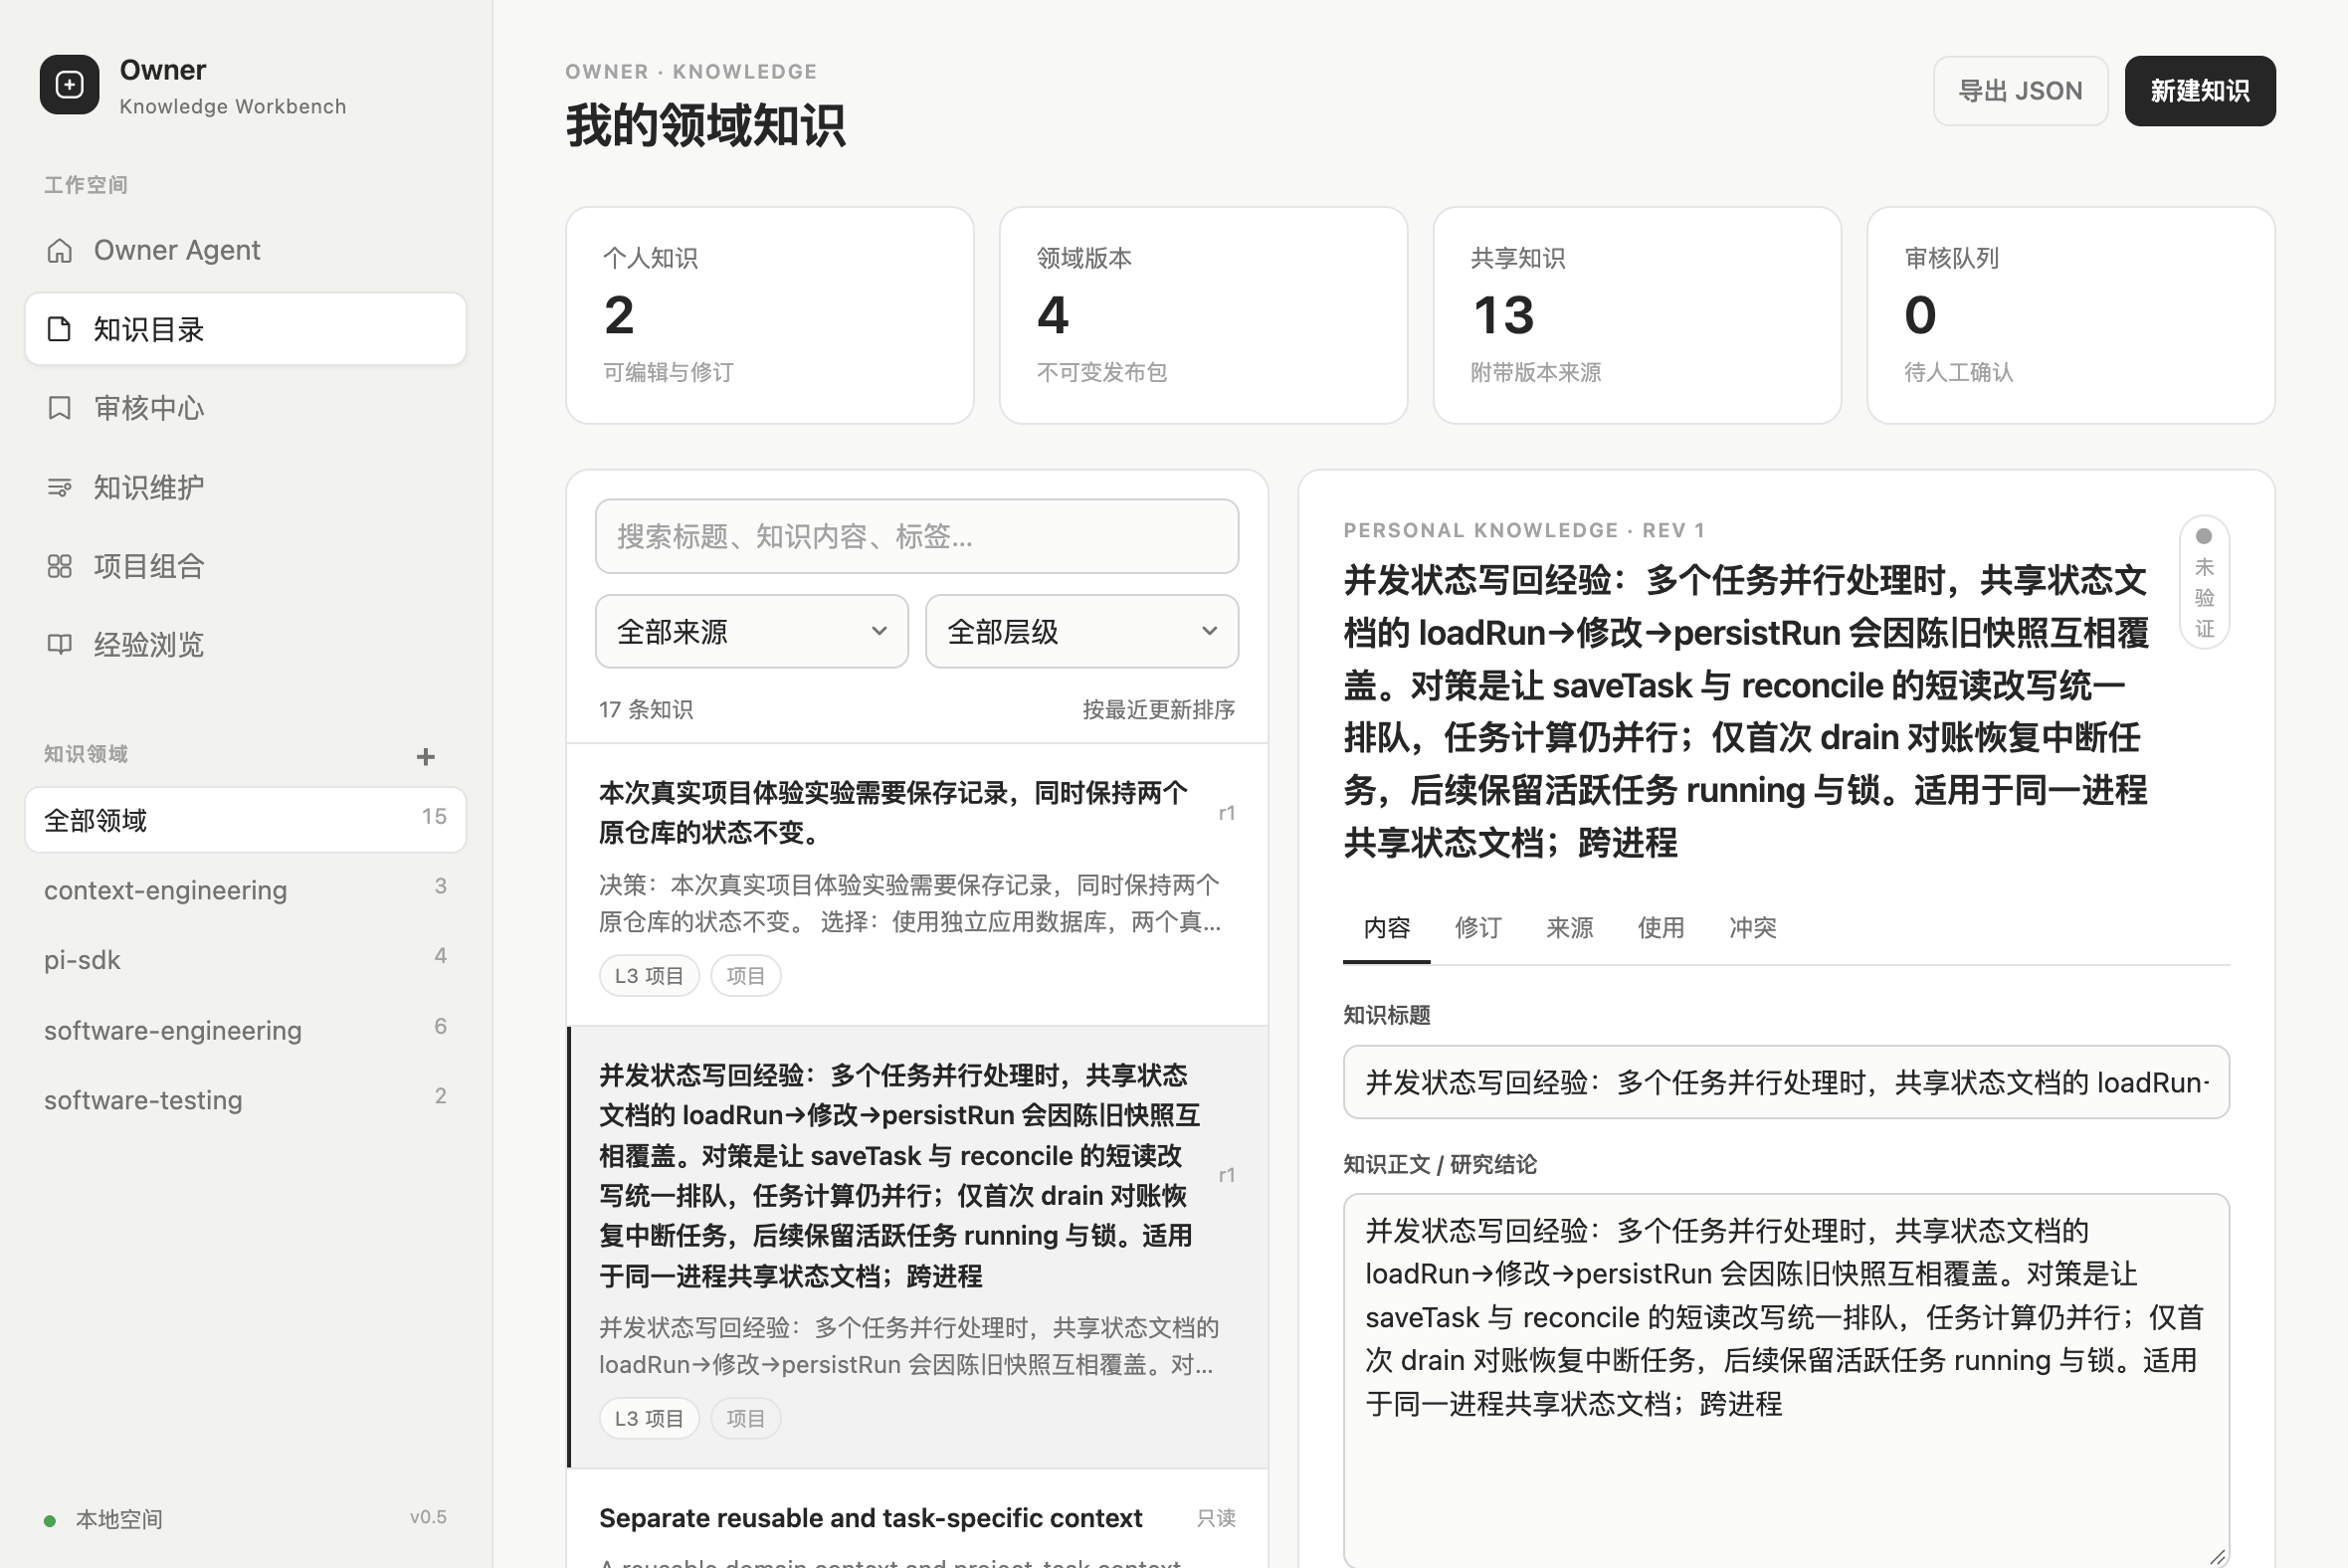 Owner
Knowledge Workbench
工作空间
Owner Agent
知识目录
审核中心
知识维护
项目组合
经验浏览
知识领域
+
全部领域 15
context-engineering 3
pi-sdk 4
software-engineering 6
software-testing 2
本地空间 v0.5
OWNER · KNOWLEDGE
我的领域知识
导出 JSON
新建知识
个人知识
2
可编辑与修订
领域版本
4
不可变发布包
共享知识
13
附带版本来源
审核队列
0
待人工确认
搜索标题、知识内容、标签...
全部来源
全部层级
17 条知识
按最近更新排序
本次真实项目体验实验需要保存记录，同时保持两个
原仓库的状态不变。
r1
决策：本次真实项目体验实验需要保存记录，同时保持两个
原仓库的状态不变。 选择：使用独立应用数据库，两个真...
L3 项目
项目
并发状态写回经验：多个任务并行处理时，共享状态
文档的 loadRun→修改→persistRun 会因陈旧快照互
相覆盖。对策是让 saveTask 与 reconcile 的短读改
写统一排队，任务计算仍并行；仅首次 drain 对账恢
复中断任务，后续保留活跃任务 running 与锁。适用
于同一进程共享状态文档；跨进程
r1
并发状态写回经验：多个任务并行处理时，共享状态文档的
loadRun→修改→persistRun 会因陈旧快照互相覆盖。对...
L3 项目
项目
Separate reusable and task-specific context
只读
A reusable domain context and project-task context
PERSONAL KNOWLEDGE · REV 1
并发状态写回经验：多个任务并行处理时，共享状态文
档的 loadRun→修改→persistRun 会因陈旧快照互相覆
盖。对策是让 saveTask 与 reconcile 的短读改写统一
排队，任务计算仍并行；仅首次 drain 对账恢复中断任
务，后续保留活跃任务 running 与锁。适用于同一进程
共享状态文档；跨进程
未
验
证
内容
修订
来源
使用
冲突
知识标题
并发状态写回经验：多个任务并行处理时，共享状态文档的 loadRun-
知识正文 / 研究结论
并发状态写回经验：多个任务并行处理时，共享状态文档的
loadRun→修改→persistRun 会因陈旧快照互相覆盖。对策是让
saveTask 与 reconcile 的短读改写统一排队，任务计算仍并行；仅首
次 drain 对账恢复中断任务，后续保留活跃任务 running 与锁。适用
于同一进程共享状态文档；跨进程